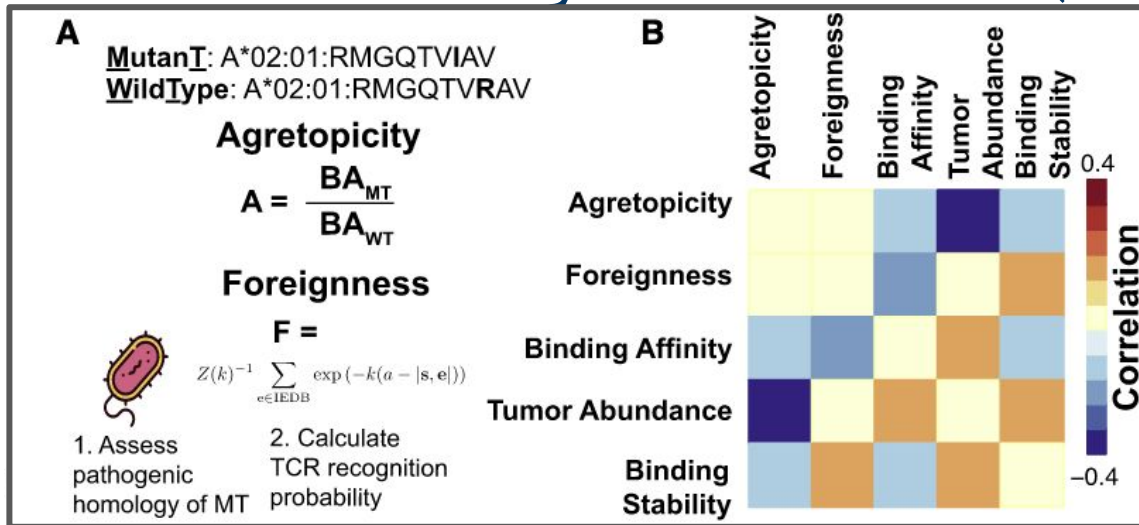 A
MutanT: A*02:01:RMGQTVIAV
WildType: A*02:01:RMGQTVRAV
Agretopicity
A = BA_MT / BA_WT
Foreignness
F =
Z(k)⁻¹ ∑_{e∈IEDB} exp (−k(a − |s, e|))
1. Assess
pathogenic
homology of MT
2. Calculate
TCR recognition
probability
B
Agretopicity
Foreignness
Binding
Affinity
Tumor
Abundance
Binding
Stability
Agretopicity
Foreignness
Binding Affinity
Tumor Abundance
Binding
Stability
0.4
Correlation
−0.4